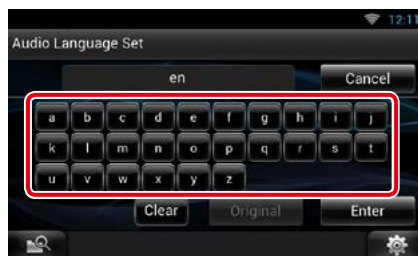 12:11
Audio Language Set
en Cancel
a b c d e f g h i j
k l m n o p q r s t
u v w x y z
Clear Original Enter